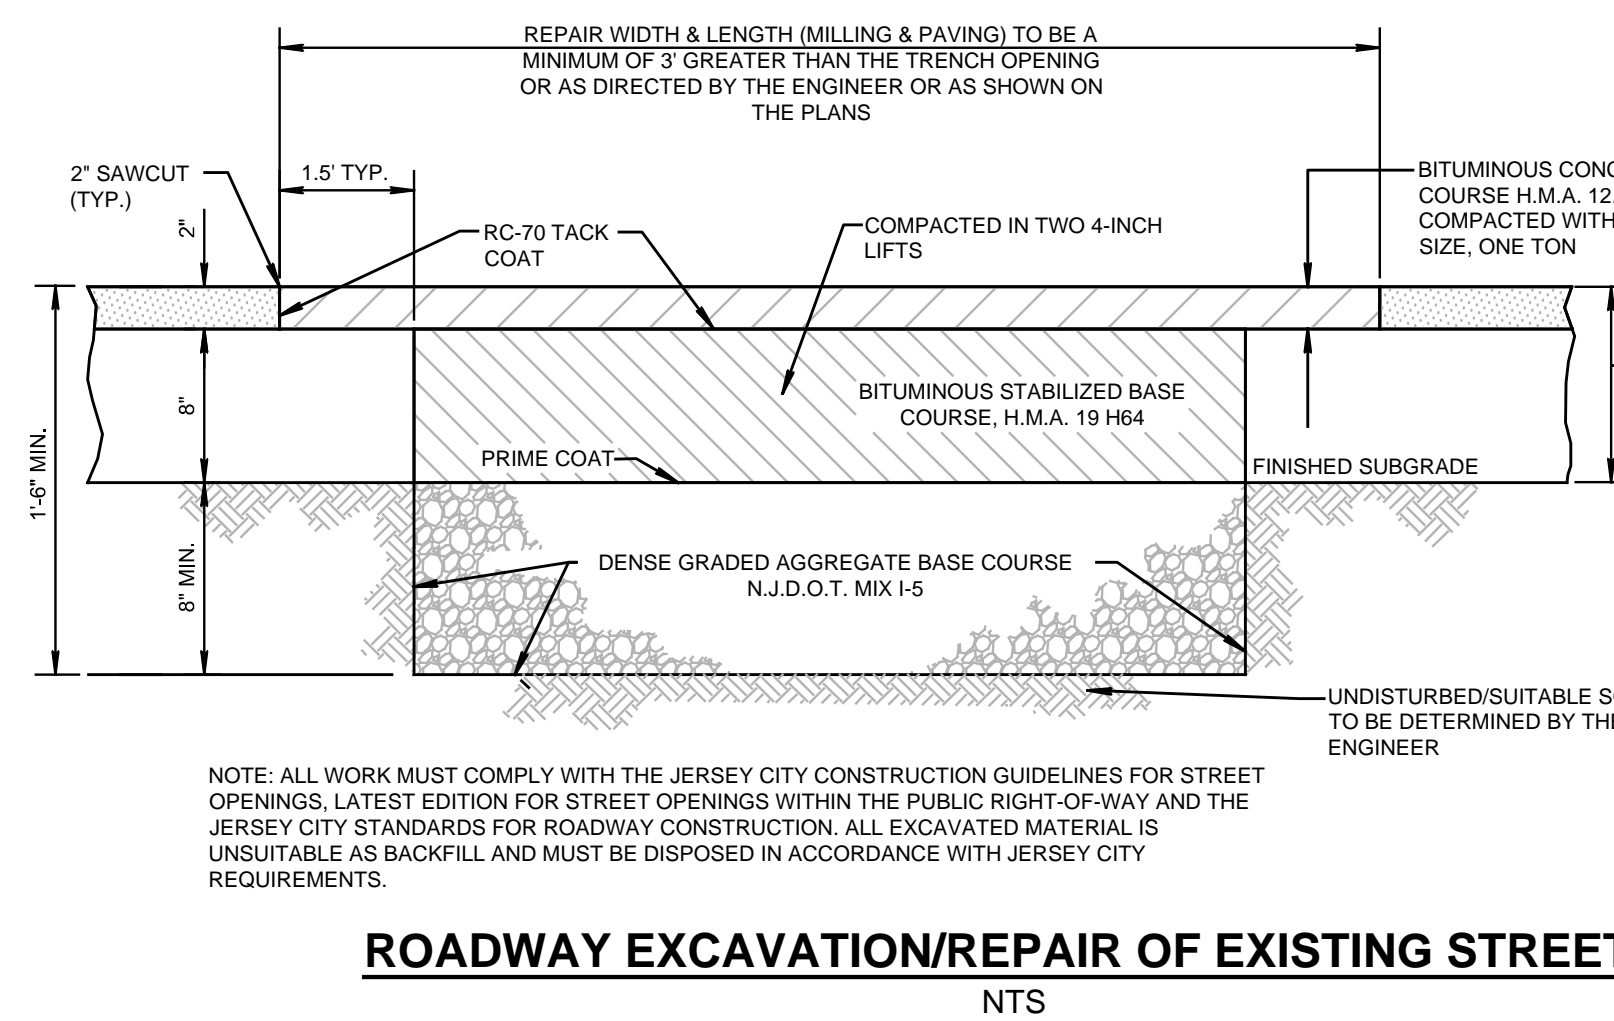 REPAIR WIDTH & LENGTH (MILLING & PAVING) TO BE A
MINIMUM OF 3' GREATER THAN THE TRENCH OPENING
OR AS DIRECTED BY THE ENGINEER OR AS SHOWN ON
THE PLANS
2" SAWCUT
(TYP.)
1.5' TYP.
2"
RC-70 TACK
COAT
COMPACTED IN TWO 4-INCH
LIFTS
BITUMINOUS
COURSE H.M.A. 12.
COMPACTED WITH
SIZE, ONE TON
8"
BITUMINOUS STABILIZED BASE
COURSE, H.M.A. 19 H64
1'-6" MIN.
PRIME COAT
FINISHED SUBGRADE
8" MIN.
DENSE GRADED AGGREGATE BASE COURSE
N.J.D.O.T. MIX I-5
UNDISTURBED/SUITABLE
TO BE DETERMINED BY THE
ENGINEER
NOTE: ALL WORK MUST COMPLY WITH THE JERSEY CITY CONSTRUCTION GUIDELINES FOR STREET
OPENINGS, LATEST EDITION FOR STREET OPENINGS WITHIN THE PUBLIC RIGHT-OF-WAY AND THE
JERSEY CITY STANDARDS FOR ROADWAY CONSTRUCTION. ALL EXCAVATED MATERIAL IS
UNSUITABLE AS BACKFILL AND MUST BE DISPOSED IN ACCORDANCE WITH JERSEY CITY
REQUIREMENTS.
ROADWAY EXCAVATION/REPAIR OF EXISTING STREET
NTS